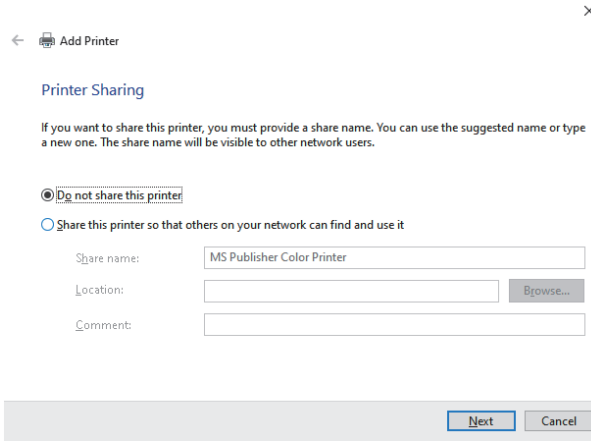 Add Printer
Printer Sharing
If you want to share this printer, you must provide a share name. You can use the suggested name or type
a new one. The share name will be visible to other network users.
Do not share this printer
Share this printer so that others on your network can find and use it
Share name: MS Publisher Color Printer
Location: Browse...
Comment:
Next Cancel